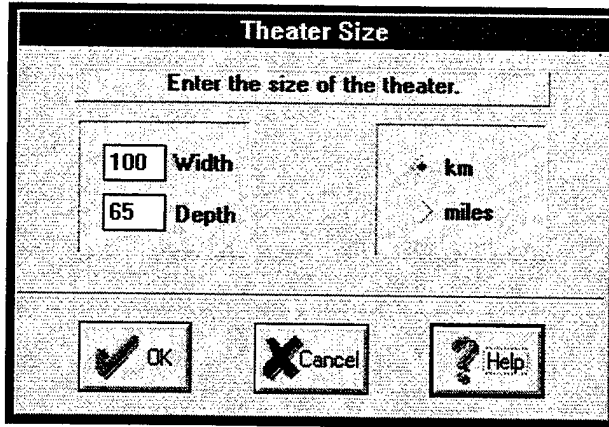 Theater Size
Enter the size of the theater.
100 Width
65 Depth
km
miles
OK
Cancel
Help